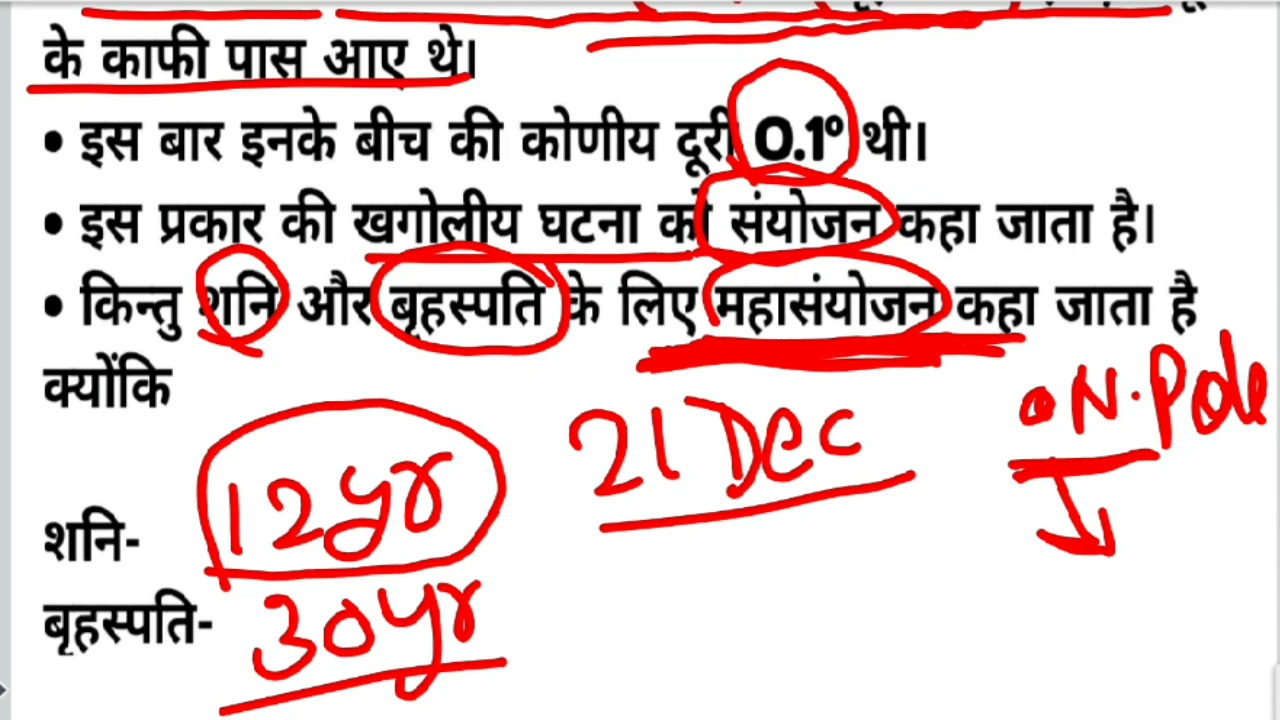 के काफी पास आए थे।
• इस बार इनके बीच की कोणीय दूरी 0.1° थी।
• इस प्रकार की खगोलीय घटना को संयोजन कहा जाता है।
• किन्तु शनि और बृहस्पति के लिए महासंयोजन कहा जाता है
क्योंकि
21 Dec
N.Pole
शनि- 12yr
बृहस्पति- 30yr